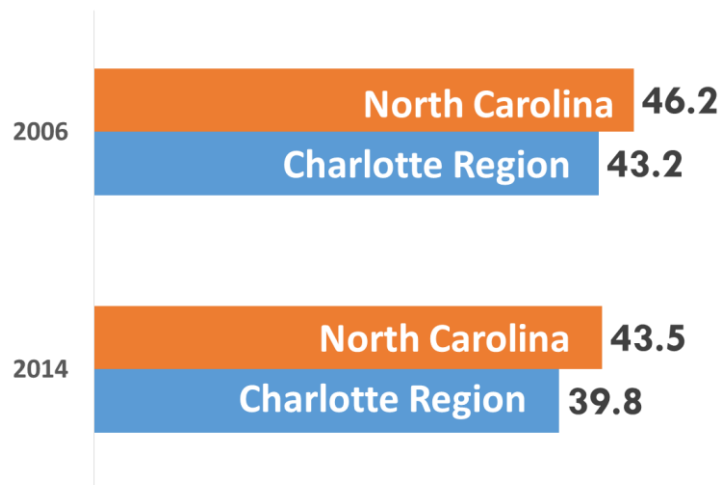 North Carolina 46.2
2006
Charlotte Region 43.2
North Carolina 43.5
2014
Charlotte Region 39.8